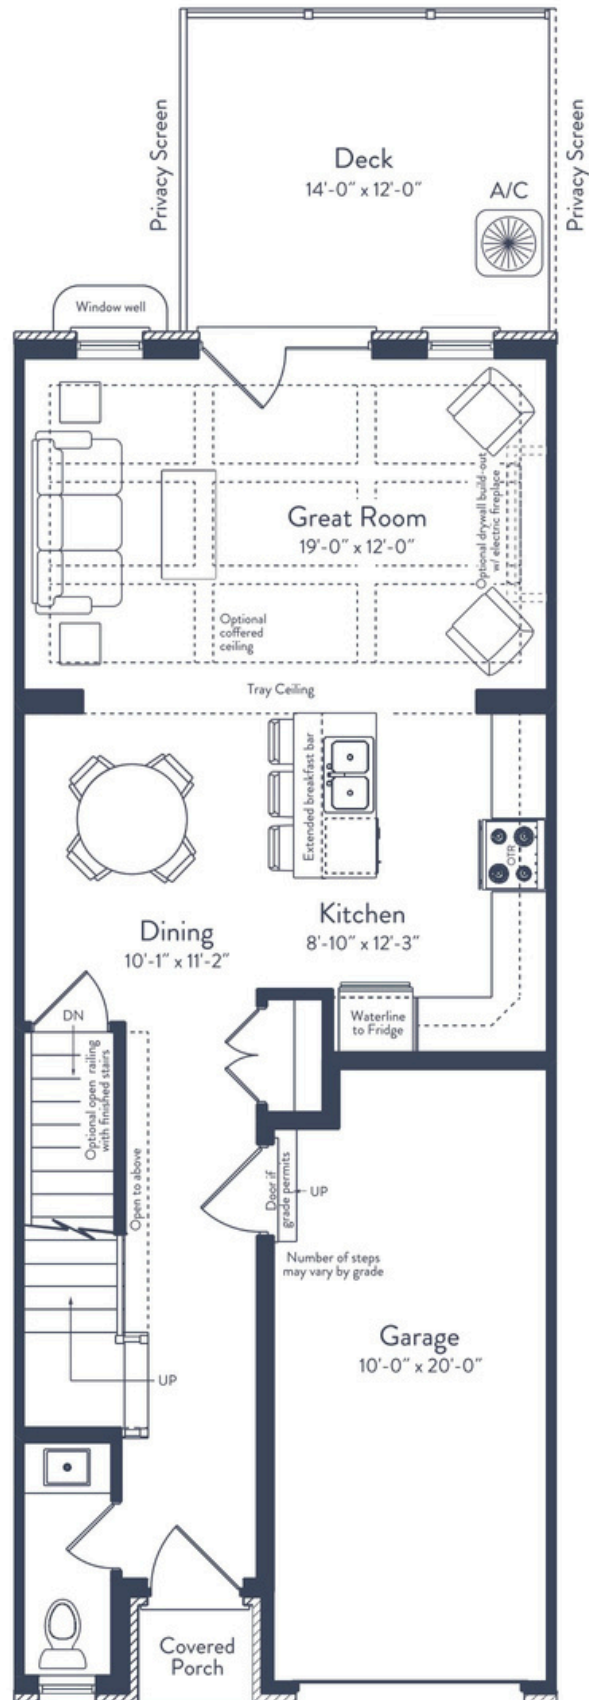 Privacy Screen
Privacy Screen
Deck
14'-0" x 12'-0"
A/C
Window well
Great Room
19'-0" x 12'-0"
Optional drywall build-out
w/ electric fireplace
Optional
coffered
ceiling
Tray Ceiling
Extended breakfast bar
OTR
Kitchen
8'-10" x 12'-3"
Dining
10'-1" x 11'-2"
Waterline
to Fridge
DN
Optional open railing
with finished stairs
Open to above
Door if
grade permits
UP
Number of steps
may vary by grade
Garage
10'-0" x 20'-0"
UP
Covered
Porch